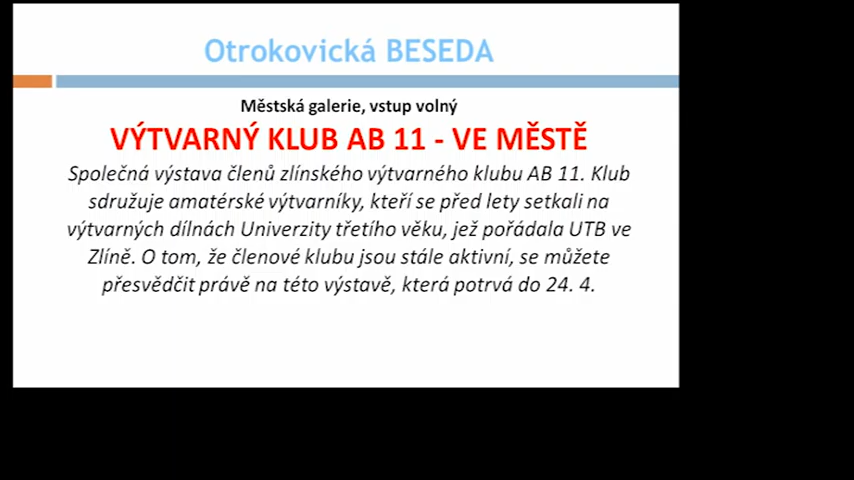 Otrokovická BESEDA
Městská galerie, vstup volný
VÝTVARNÝ KLUB AB 11 - VE MĚSTĚ
Společná výstava členů zlínského výtvarného klubu AB 11. Klub
sdružuje amatérské výtvarníky, kteří se před lety setkali na
výtvarných dílnách Univerzity třetího věku, jež pořádala UTB ve
Zlíně. O tom, že členové klubu jsou stále aktivní, se můžete
přesvědčit právě na této výstavě, která potrvá do 24. 4.